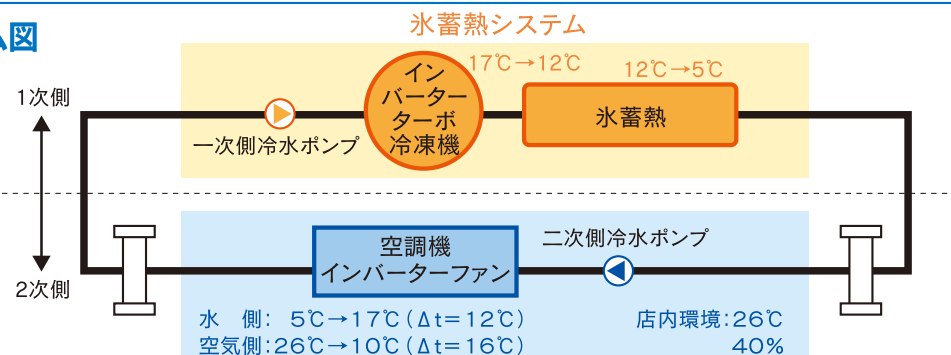 図
氷蓄熱システム
17℃→12℃
12℃→5℃
1次側
イン
バーター
ターボ
冷凍機
氷蓄熱
一次側冷水ポンプ
空調機
インバーターファン
二次側冷水ポンプ
2次側
水 側: 5℃→17℃(Δt=12℃)
店内環境:26℃
空気側:26℃→10℃(Δt=16℃)
40%